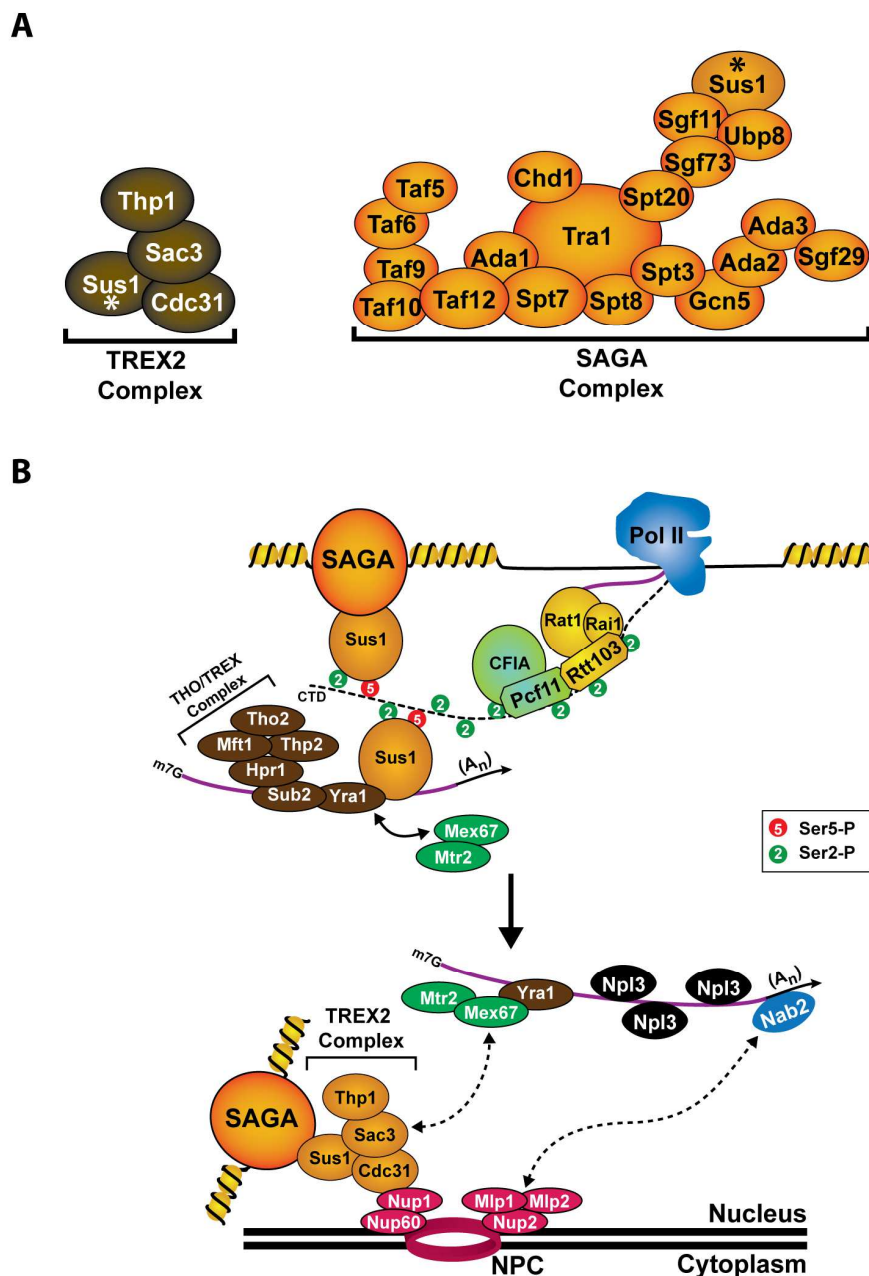 A
Thp1
Sac3
Sus1
*
Cdc31
TREX2
Complex
*
Sus1
Sgf11
Ubp8
Sgf73
Chd1
Spt20
Taf5
Taf6
Tra1
Ada3
Taf9
Ada1
Spt3
Ada2
Sgf29
Taf10
Taf12
Spt7
Spt8
Gcn5
SAGA
Complex
B
Pol II
SAGA
Sus1
Rat1
Rai1
CFIA
Rtt103
Pcf11
2
5
CTD
2
5
2
2
2
2
2
2
THO/TREX
Complex
Tho2
Mft1
Thp2
Hpr1
m7G
Sub2
Yra1
Sus1
(An)
Mex67
Mtr2
5 Ser5-P
2 Ser2-P
m7G
Mtr2
Mex67
Yra1
Npl3
Npl3
Npl3
(An)
Nab2
TREX2
Complex
SAGA
Thp1
Sac3
Sus1
Cdc31
Nup1
Nup60
Mlp1
Mlp2
Nup2
NPC
Nucleus
Cytoplasm